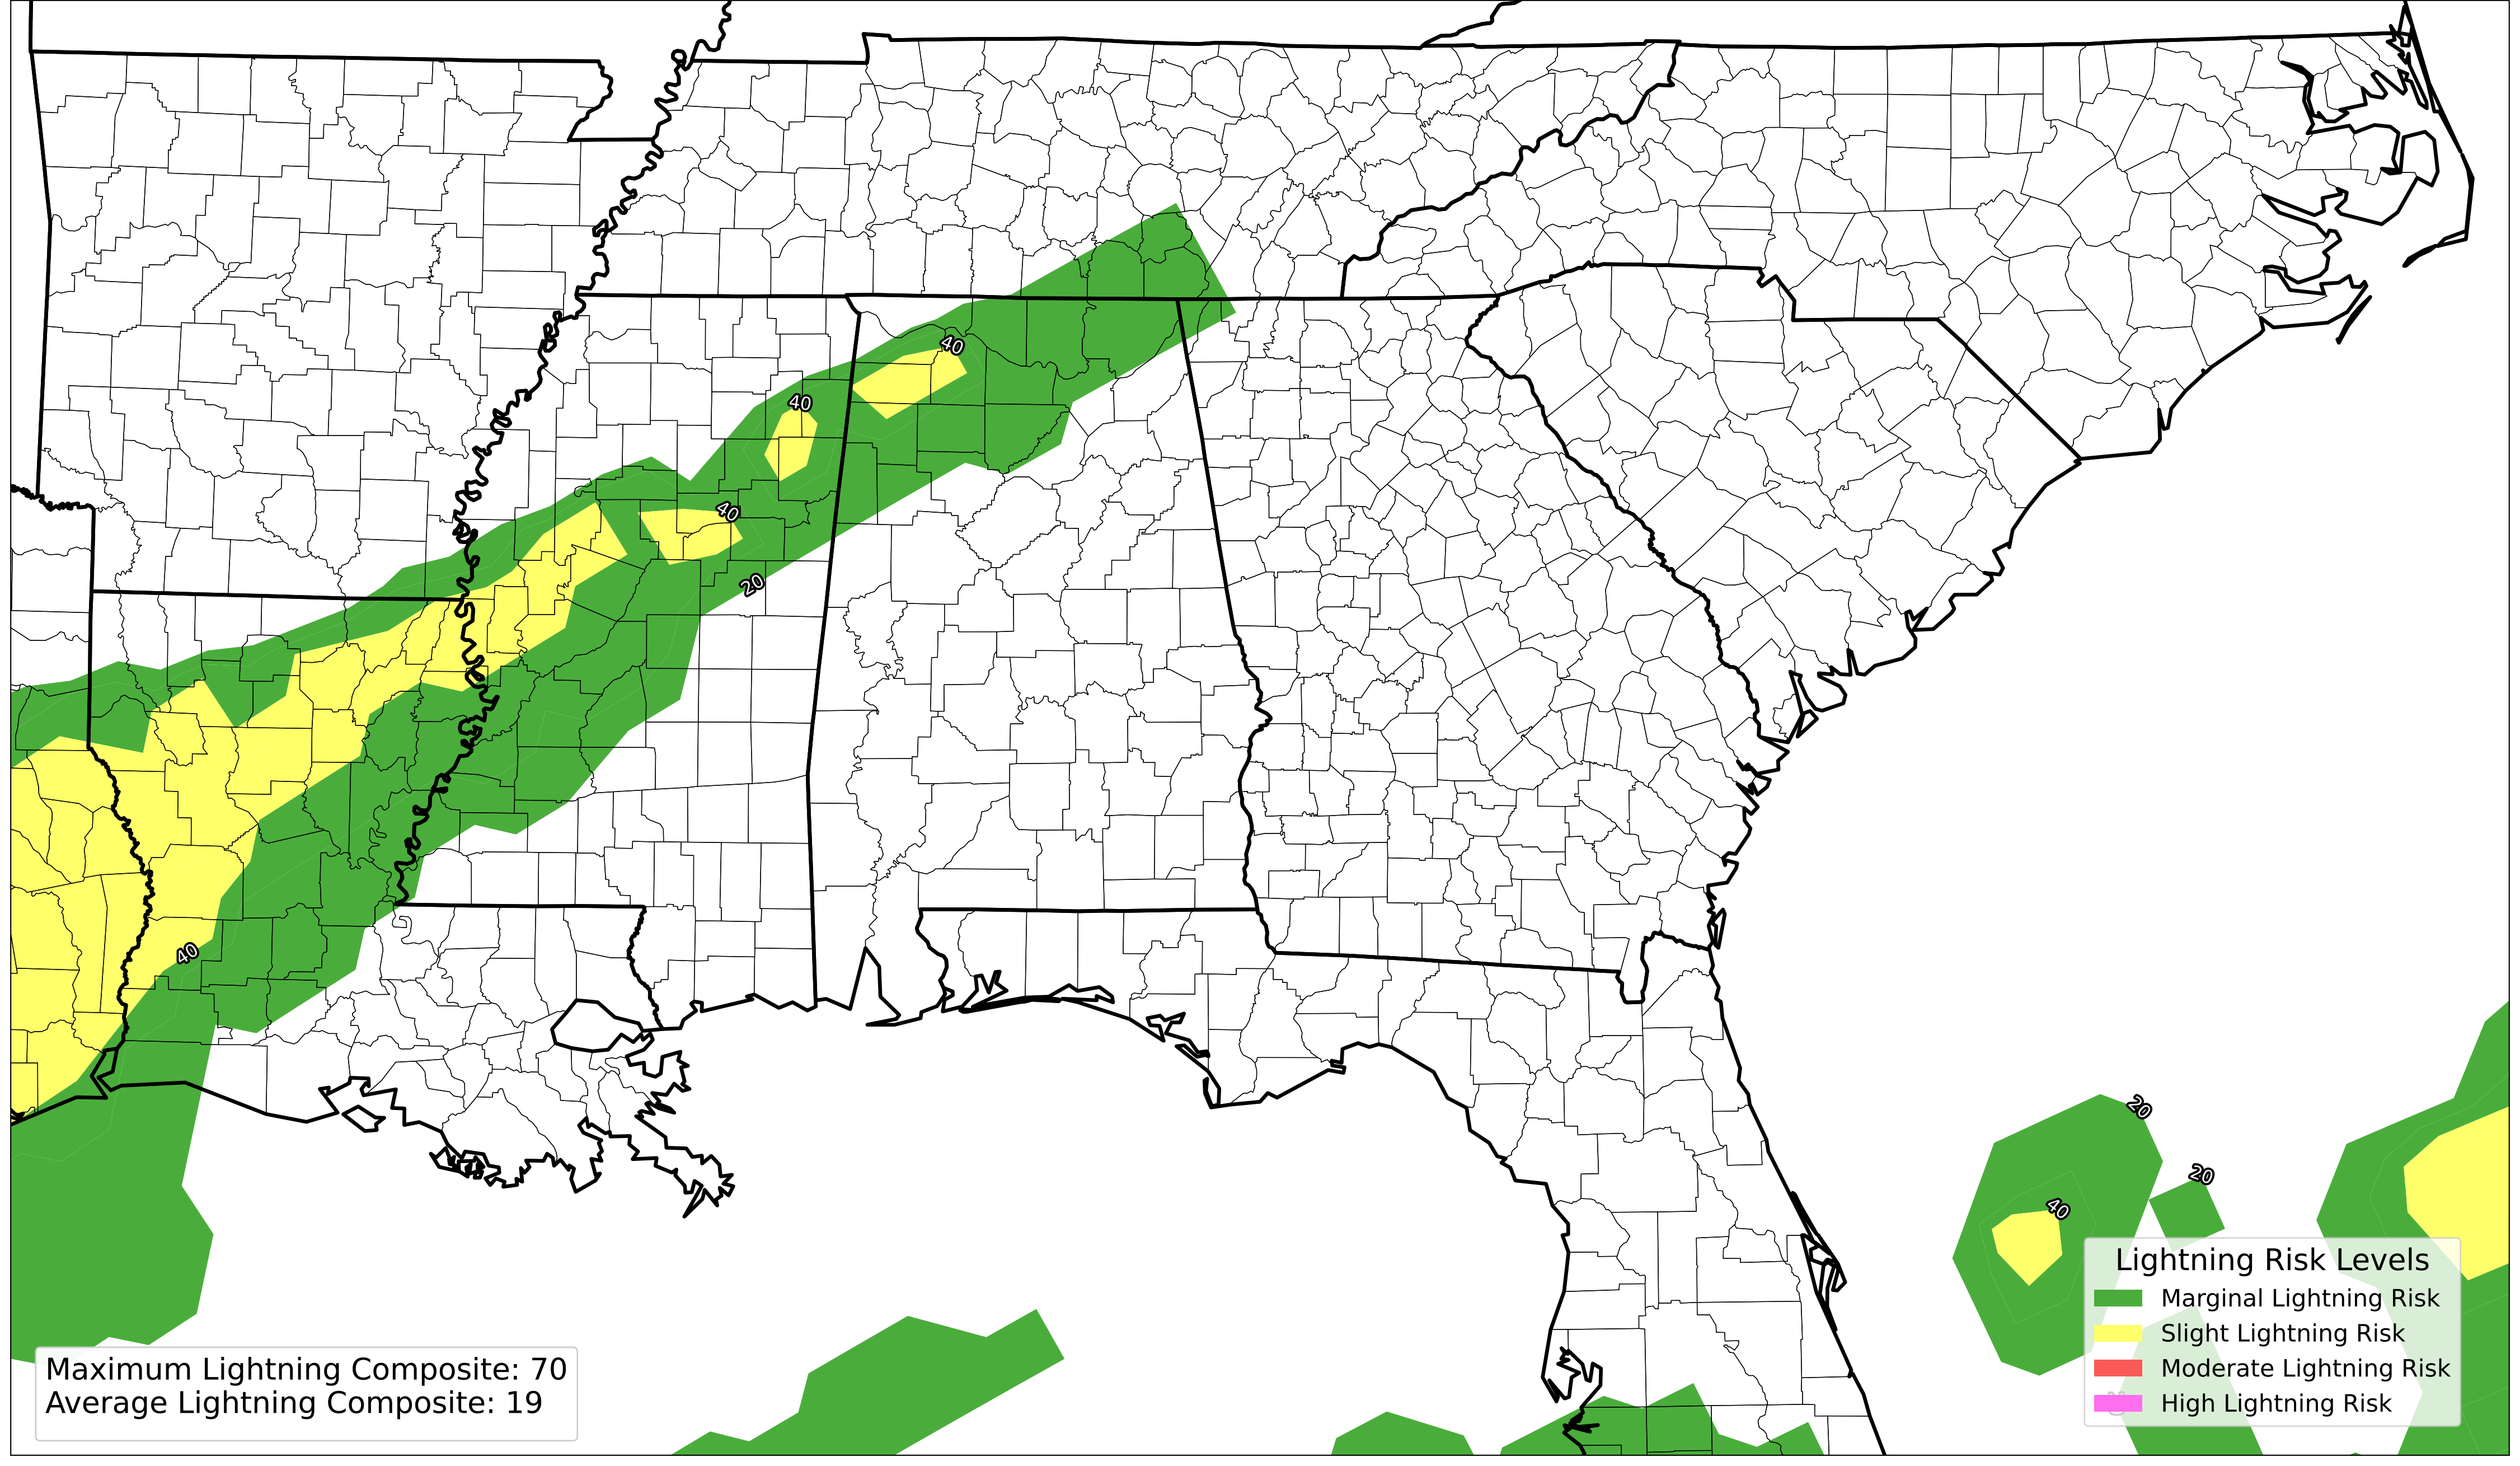 40
40
40
20
40
20
20
40
Maximum Lightning Composite: 70
Average Lightning Composite: 19
Lightning Risk Levels
Marginal Lightning Risk
Slight Lightning Risk
Moderate Lightning Risk
High Lightning Risk